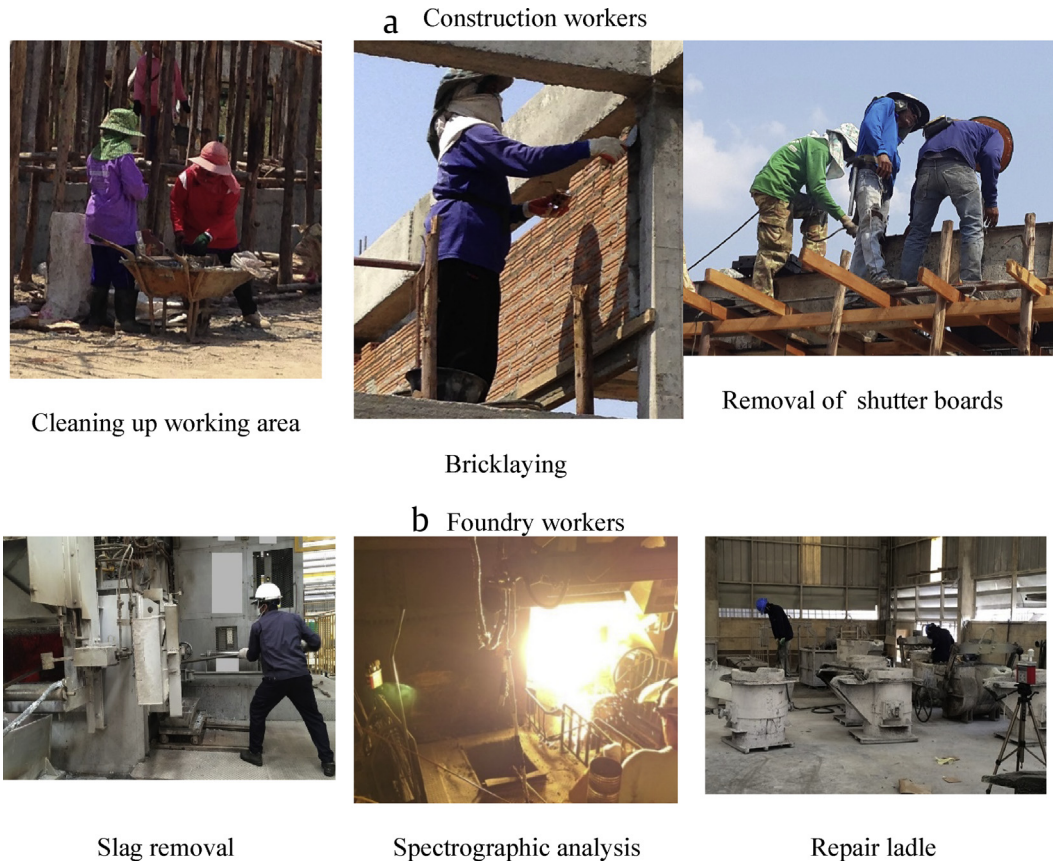 a Construction workers
Cleaning up working area
Bricklaying
Removal of shutter boards
b Foundry workers
Slag removal
Spectrographic analysis
Repair ladle